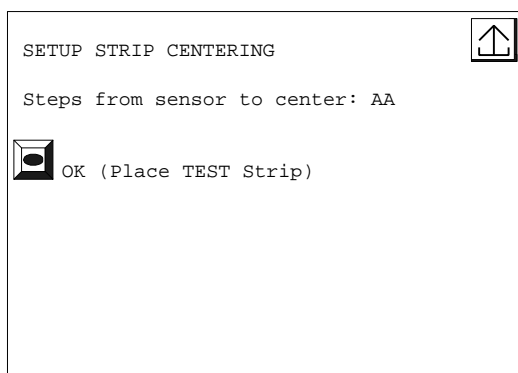 SETUP STRIP CENTERING
Steps from sensor to center: AA
OK (Place TEST Strip)